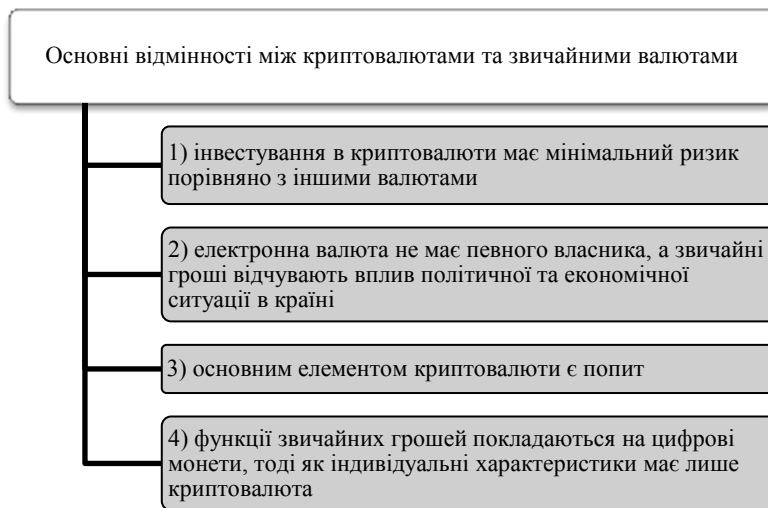 Основні відмінності між криптовалютами та звичайними валютами
1) інвестування в криптовалюти має мінімальний ризик
порівняно з іншими валютами
2) електронна валюта не має певного власника, а звичайні
гроші відчувають вплив політичної та економічної
ситуації в країні
3) основним елементом криптовалюти є попит
4) функції звичайних грошей покладаються на цифрові
монети, тоді як індивідуальні характеристики має лише
криптовалюта